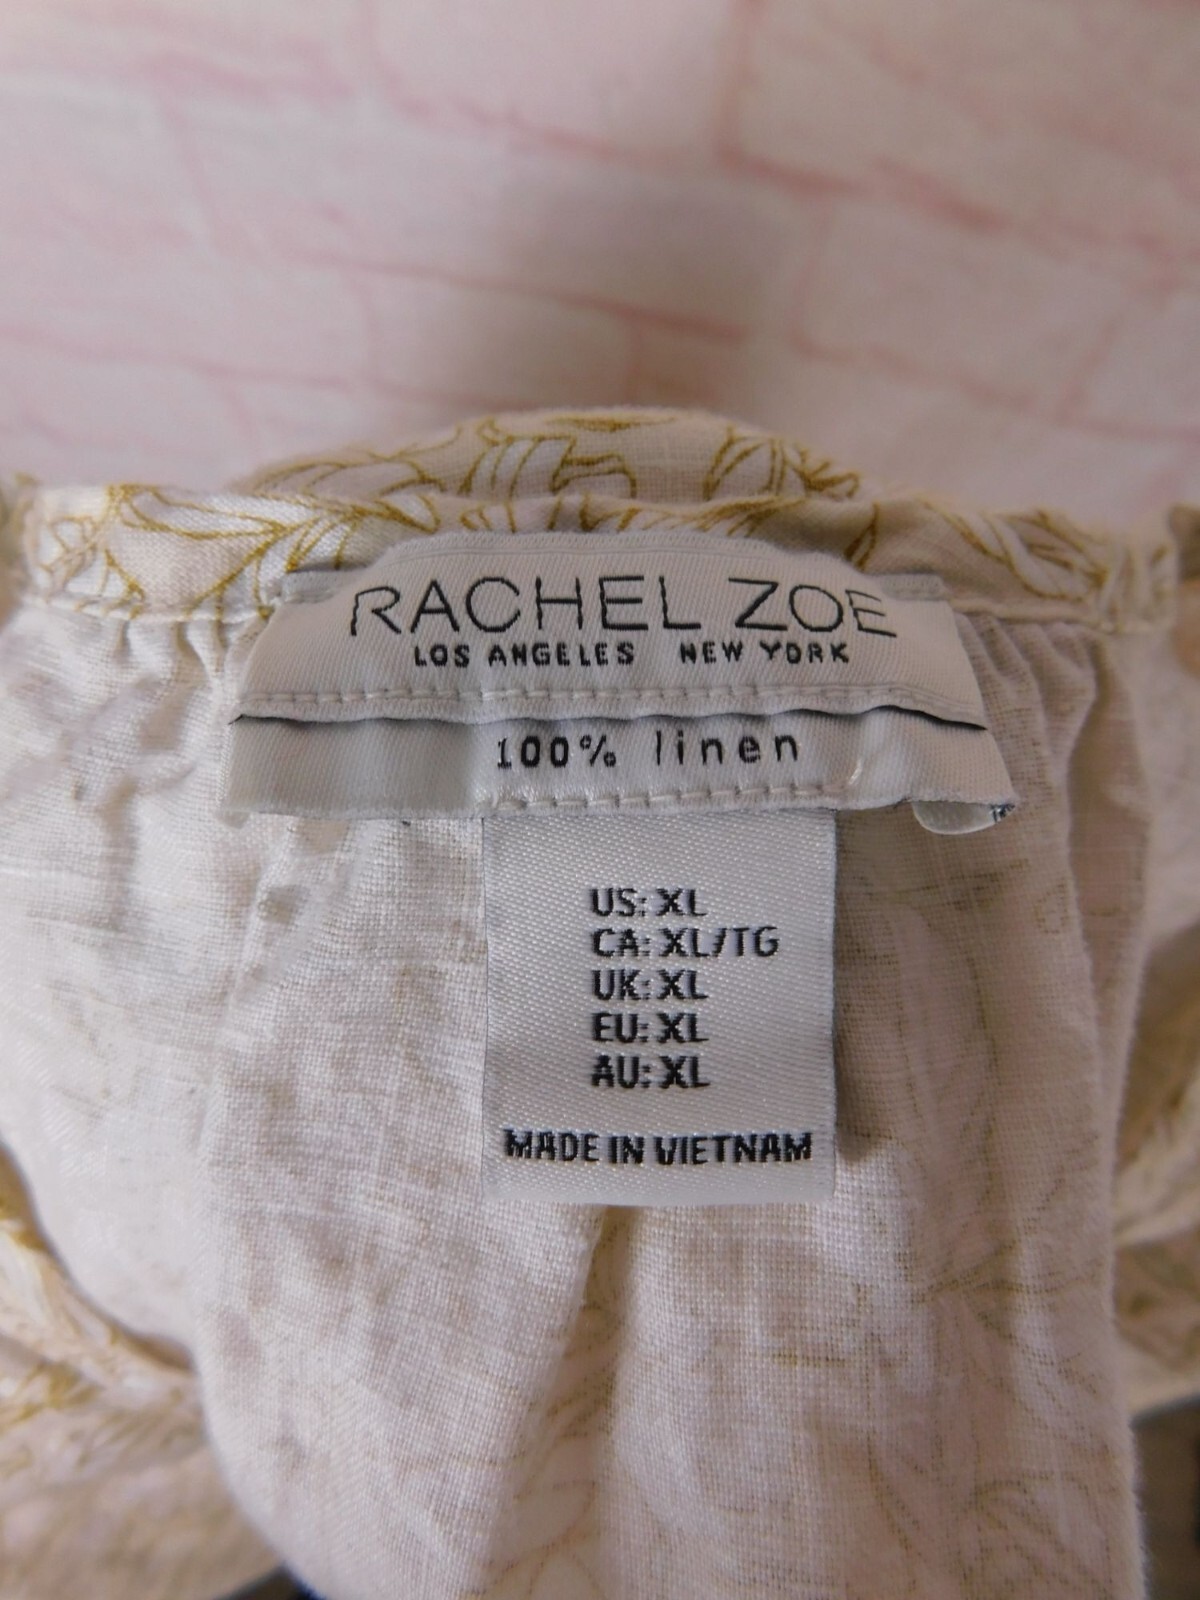 RACHEL ZOE
LOS ANGELES NEW YORK
100% linen
US: XL
CA: XL/TG
UK: XL
EU: XL
AU: XL
MADE IN VIETNAM